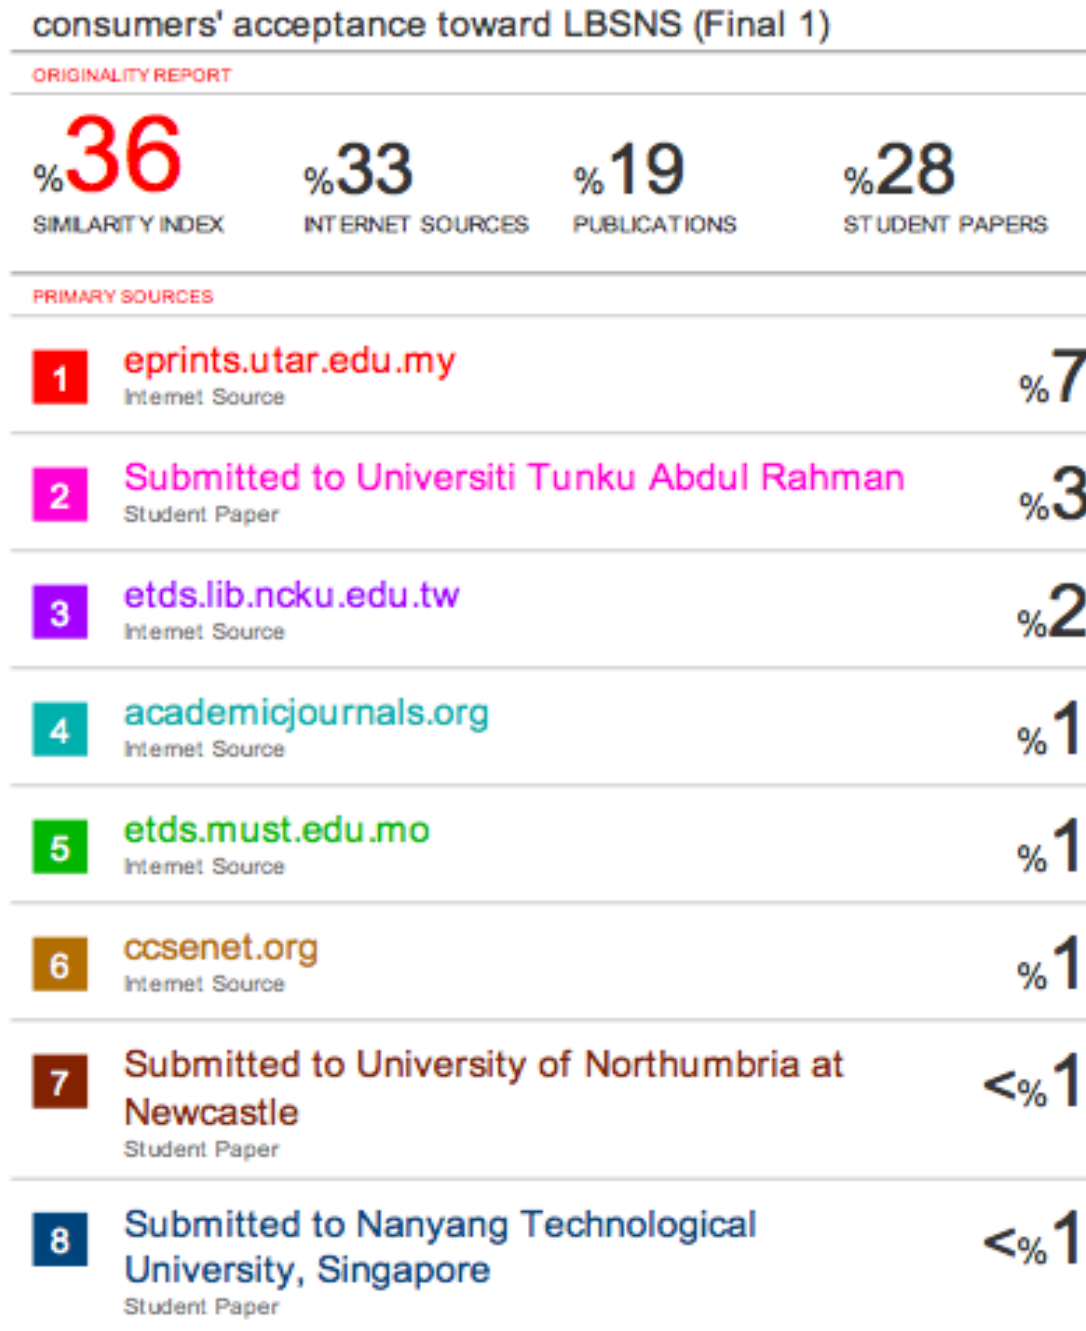 consumers' acceptance toward LBSNS (Final 1)
ORIGINALITY REPORT
%36 %33 %19 %28
SIMILARITY INDEX INTERNET SOURCES PUBLICATIONS STUDENT PAPERS
PRIMARY SOURCES
1 eprints.utar.edu.my %7
Internet Source
2 Submitted to Universiti Tunku Abdul Rahman %3
Student Paper
3 etds.lib.ncku.edu.tw %2
Internet Source
4 academicjournals.org %1
Internet Source
5 etds.must.edu.mo %1
Internet Source
6 ccsenet.org %1
Internet Source
7 Submitted to University of Northumbria at <%1
Newcastle
Student Paper
8 Submitted to Nanyang Technological <%1
University, Singapore
Student Paper